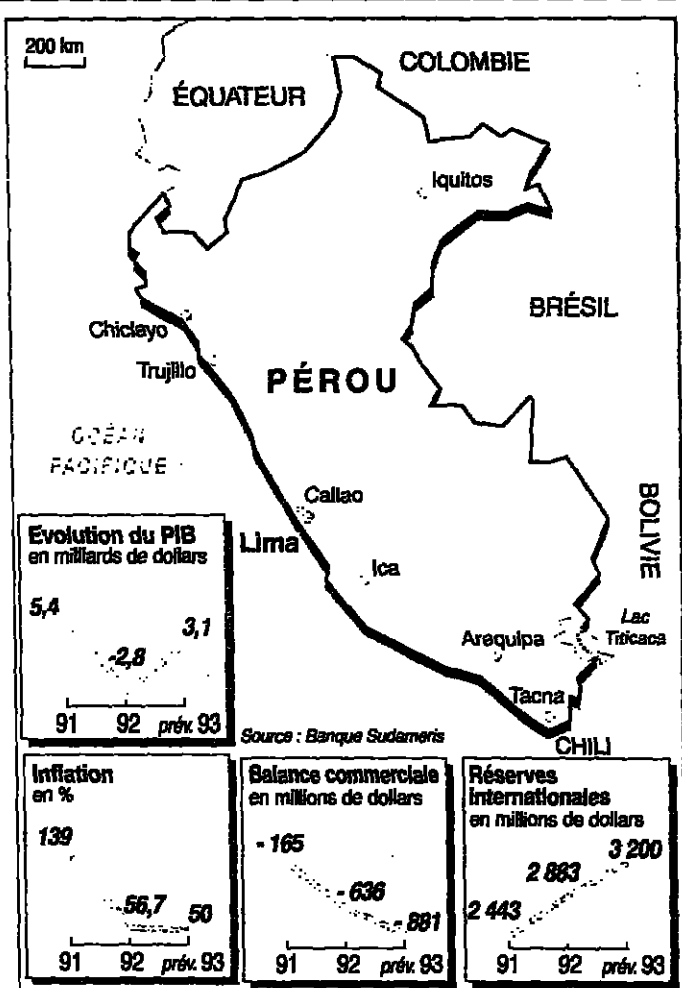 200 km
COLOMBIE
ÉQUATEUR
Iquitos
BRÉSIL
Chiclayo
Trujillo
PÉROU
OCÉAN
PACIFIQUE
Callao
BOLIVIE
Lima
Ica
Lac
Titicaca
Arequipa
Tacna
CHILI
Evolution du PIB
en milliards de dollars
5,4
3,1
-2,8
91 92 prév. 93
Source : Banque Sudameris
Inflation
en %
139
56,7
50
91 92 prév. 93
Balance commerciale
en millions de dollars
- 165
- 636
- 881
91 92 prév. 93
Réserves
internationales
en millions de dollars
3 200
2 883
2 443
91 92 prév. 93